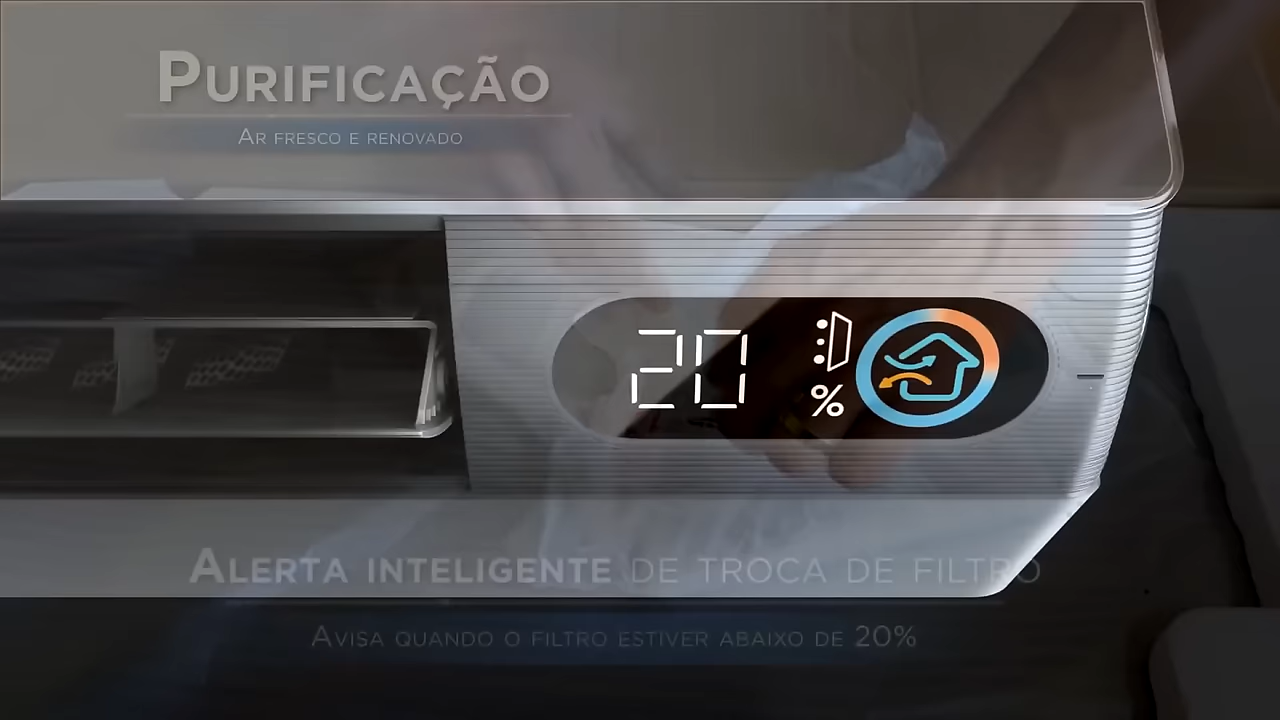 Purificação
Ar fresco e renovado
20
%
Alerta inteligente de troca de filtro
Avisa quando o filtro estiver abaixo de 20%